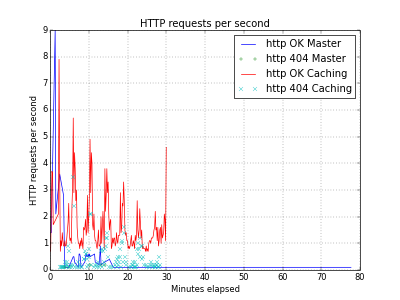 HTTP requests per second
9
8
7
6
5
4
3
2
1
0
HTTP requests per second
http OK Master
http 404 Master
http OK Caching
http 404 Caching
0 10 20 30 40 50 60 70 80
Minutes elapsed